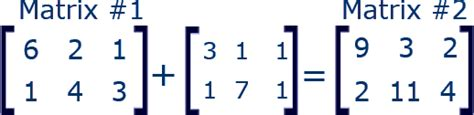 Matrix #1 Matrix #2
[6 2 1] + [3 1 1] = [9 3 2]
[1 4 3] [1 7 1] [2 11 4]